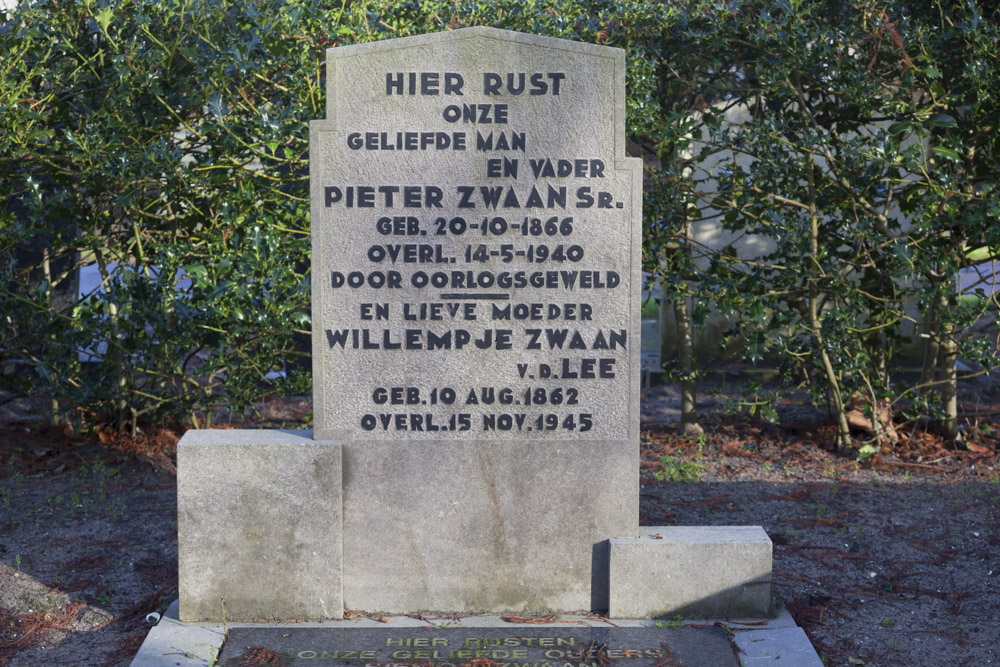 HIER RUST
ONZE
GELIEFDE MAN
EN VADER
PIETER ZWAAN SR.
GEB. 20-10-1866
OVERL. 14-5-1940
DOOR OORLOGSGEWELD
EN LIEVE MOEDER
WILLEMPJE ZWAAN
V.D. LEE
GEB. 10 AUG. 1862
OVERL. 15 NOV. 1945
HIER RUSTEN
ONZE GELIEFDE OUDERS
ZWAAN